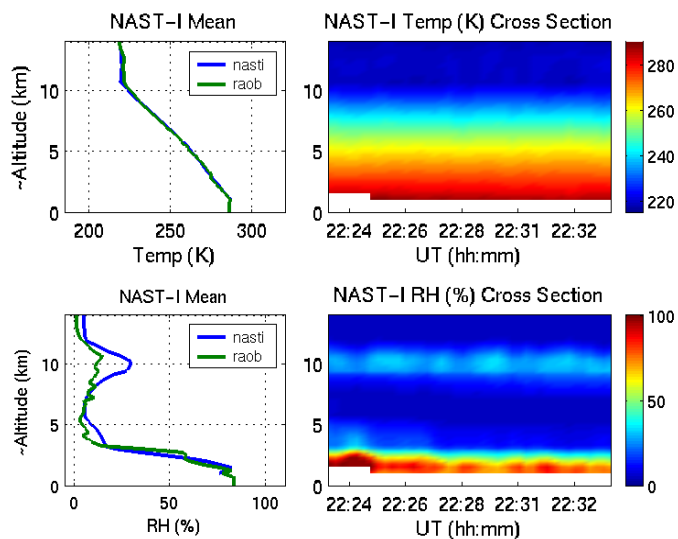 NAST-I Mean
~Altitude (km)
10
5
0
nasti
raob
200
250
300
Temp (K)
NAST-I Temp (K) Cross Section
10
5
0
22:24
22:26
22:29
22:31
22:32
UT (hh:mm)
280
260
240
220
NAST-I Mean
~Altitude (km)
10
5
0
nasti
raob
0
50
100
RH (%)
NAST-I RH (%) Cross Section
10
5
0
22:24
22:26
22:29
22:31
22:32
UT (hh:mm)
100
50
0